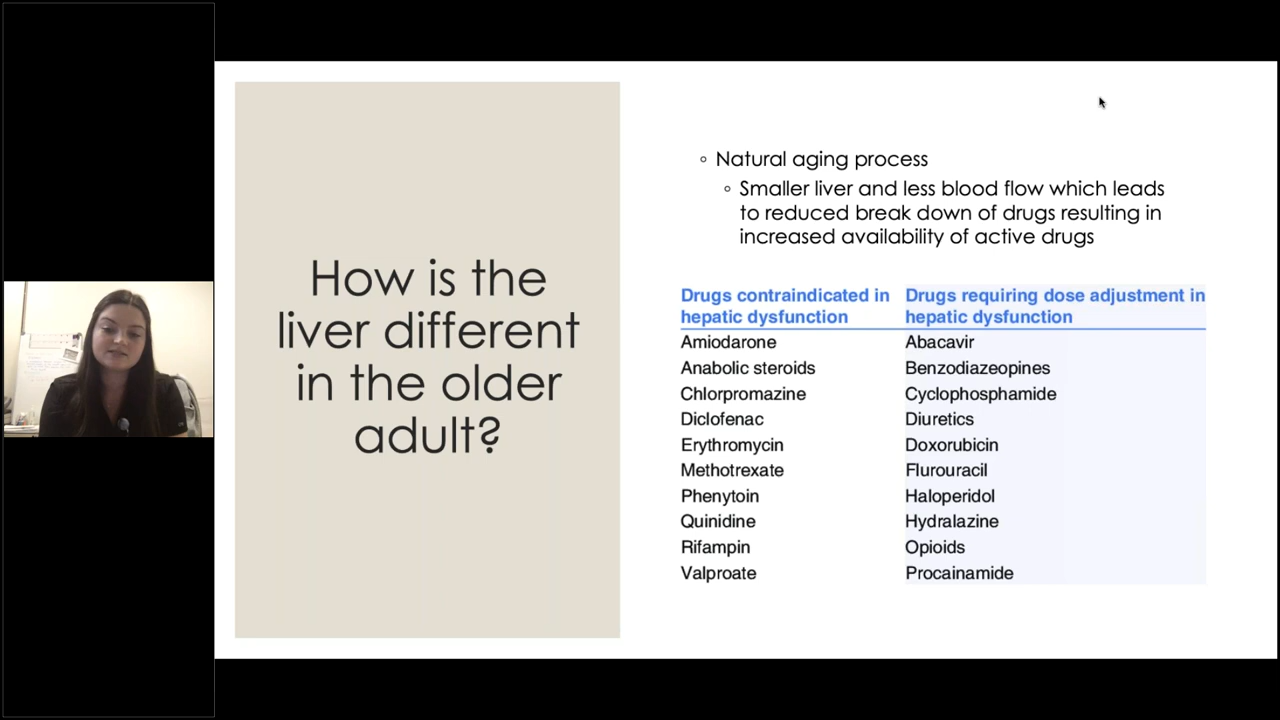 How is the
liver different
in the older
adult?
Natural aging process
Smaller liver and less blood flow which leads
to reduced break down of drugs resulting in
increased availability of active drugs
Drugs contraindicated in
hepatic dysfunction
Drugs requiring dose adjustment in
hepatic dysfunction
Amiodarone Abacavir
Anabolic steroids Benzodiazeopines
Chlorpromazine Cyclophosphamide
Diclofenac Diuretics
Erythromycin Doxorubicin
Methotrexate Flurouracil
Phenytoin Haloperidol
Quinidine Hydralazine
Rifampin Opioids
Valproate Procainamide